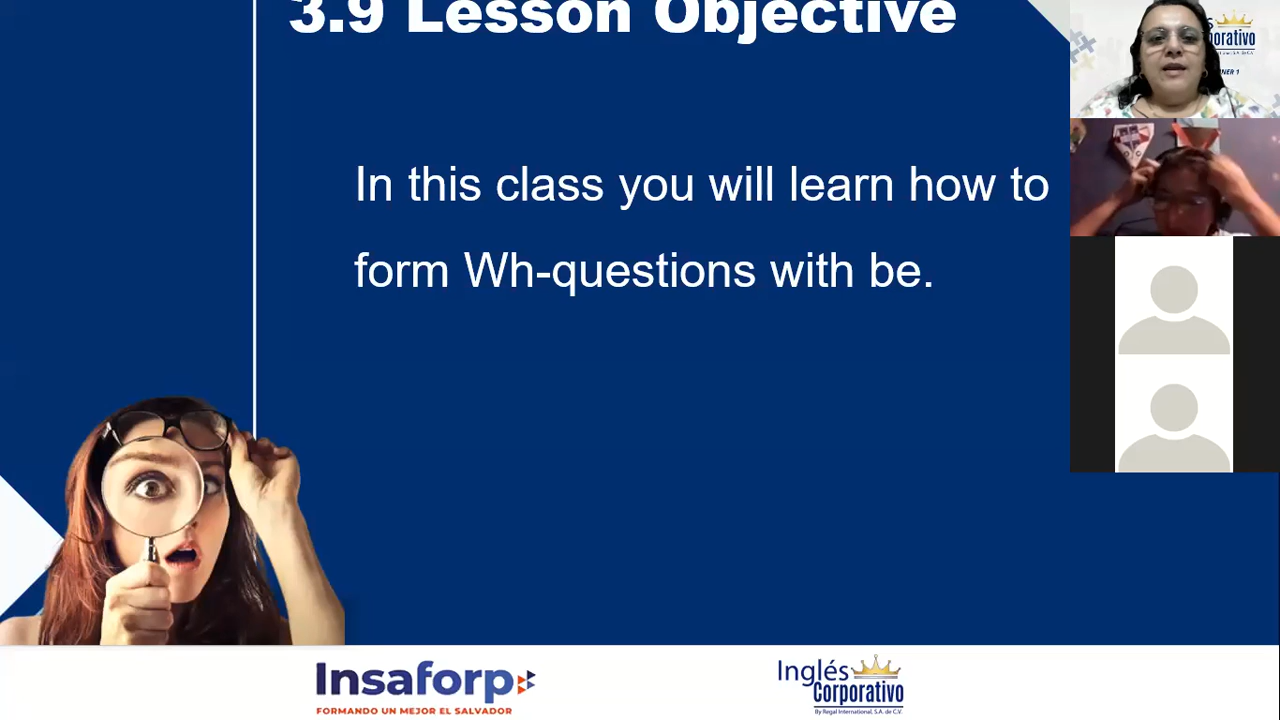 3.9 Lesson Objective
In this class you will learn how to
form Wh-questions with be.
Insaforp
FORMANDO UN MEJOR EL SALVADOR
Inglés
Corporativo
By Regal International, S.A. de C.V.